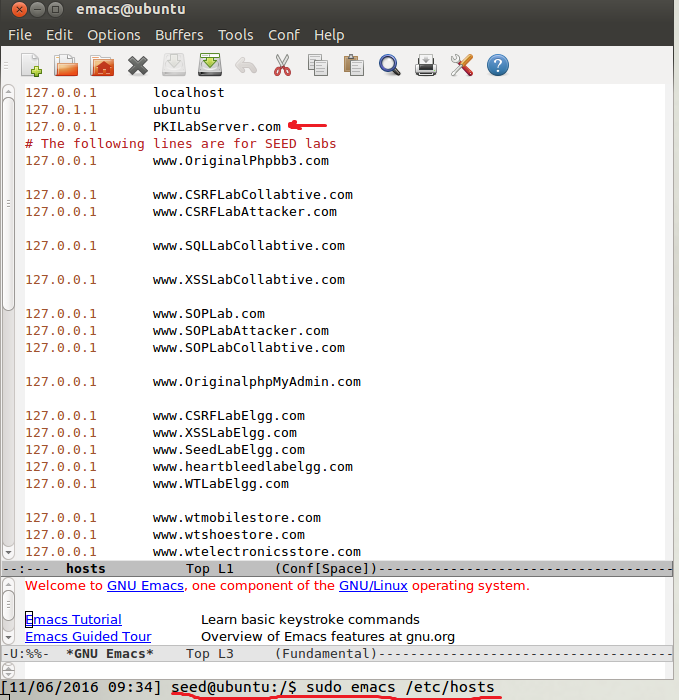 emacs@ubuntu
File Edit Options Buffers Tools Conf Help
127.0.0.1 localhost
127.0.1.1 ubuntu
127.0.0.1 PKILabServer.com
# The following lines are for SEED labs
127.0.0.1 www.OriginalPhpbb3.com
127.0.0.1 www.CSRFLabCollabtive.com
127.0.0.1 www.CSRFLabAttacker.com
127.0.0.1 www.SQLLabCollabtive.com
127.0.0.1 www.XSSLabCollabtive.com
127.0.0.1 www.SOPLab.com
127.0.0.1 www.SOPLabAttacker.com
127.0.0.1 www.SOPLabCollabtive.com
127.0.0.1 www.OriginalphpMyAdmin.com
127.0.0.1 www.CSRFLabElgg.com
127.0.0.1 www.XSSLabElgg.com
127.0.0.1 www.SeedLabElgg.com
127.0.0.1 www.heartbleedlabelgg.com
127.0.0.1 www.WTLabElgg.com
127.0.0.1 www.wtmobilestore.com
127.0.0.1 www.wtshoestore.com
127.0.0.1 www.wtelectronicsstore.com
--:--- hosts Top L1 (Conf[Space])------------------------------------
Welcome to GNU Emacs, one component of the GNU/Linux operating system.
Emacs Tutorial Learn basic keystroke commands
Emacs Guided Tour Overview of Emacs features at gnu.org
-U:%%- *GNU Emacs* Top L3 (Fundamental)------------------------------------
[11/06/2016 09:34] seed@ubuntu:/$ sudo emacs /etc/hosts